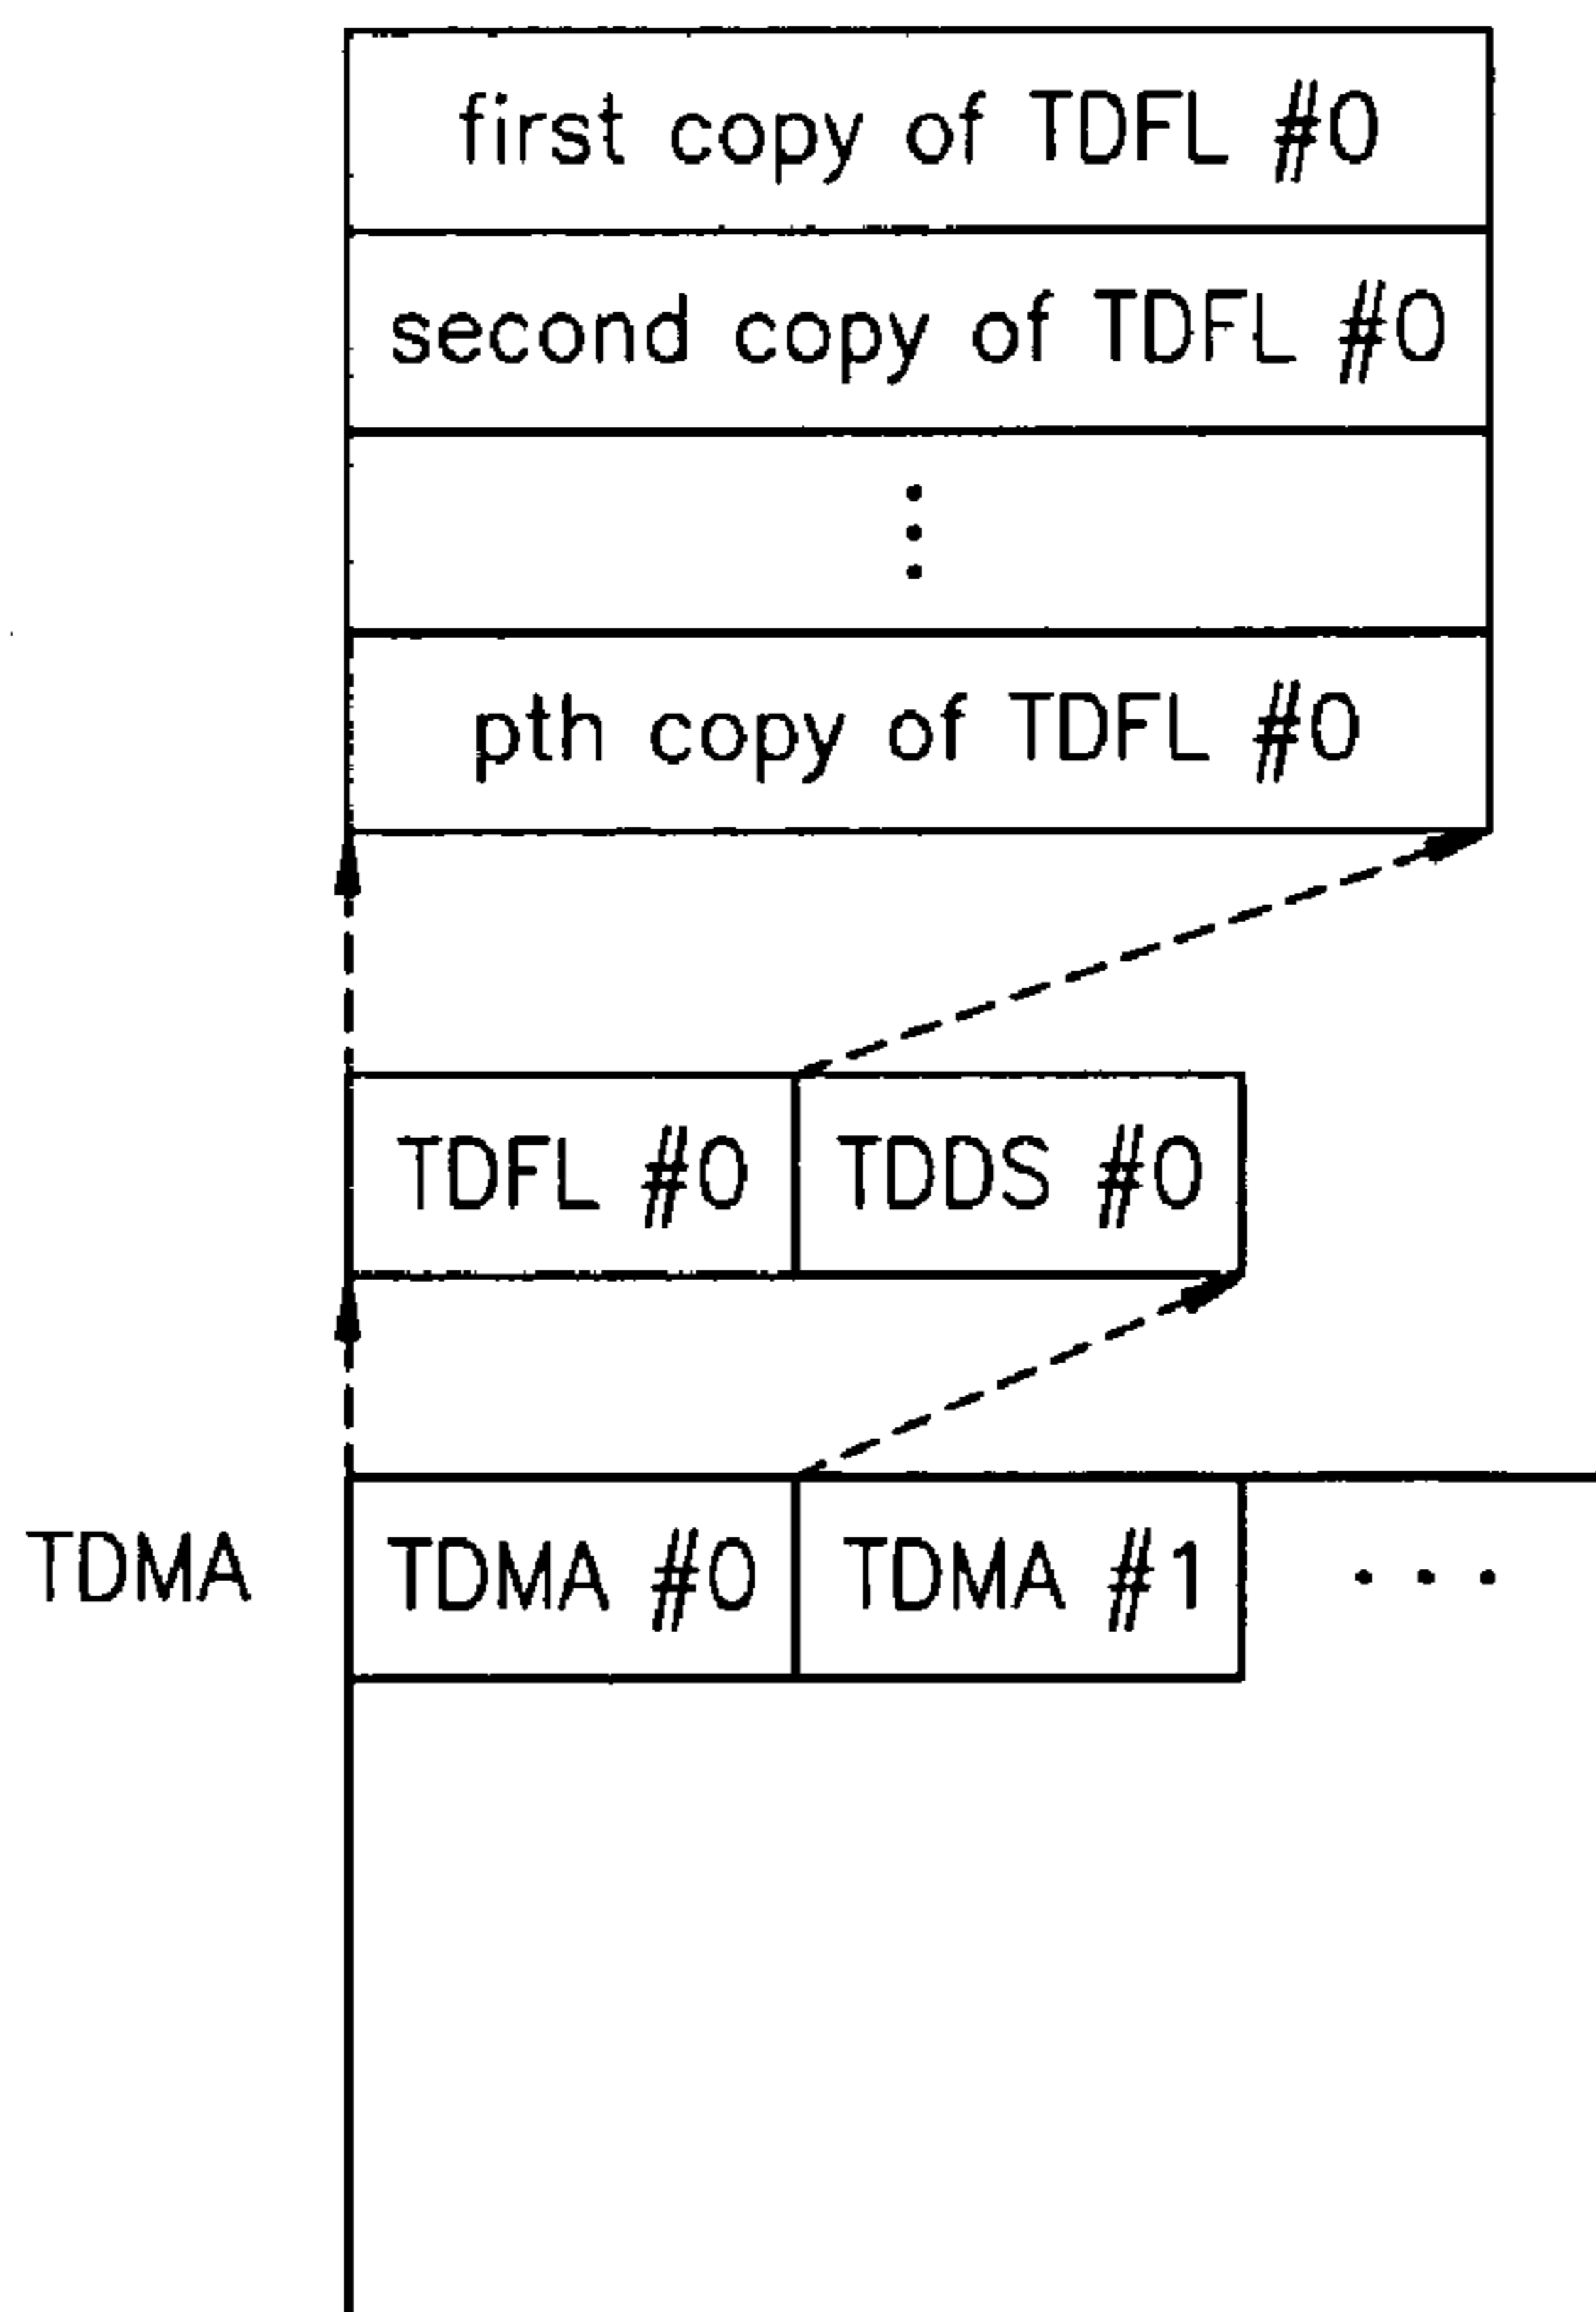 first copy of TDFL #0
second copy of TDFL #0
⋮
pth copy of TDFL #0
TDFL #0 TDDS #0
TDMA TDMA #0 TDMA #1 • • •